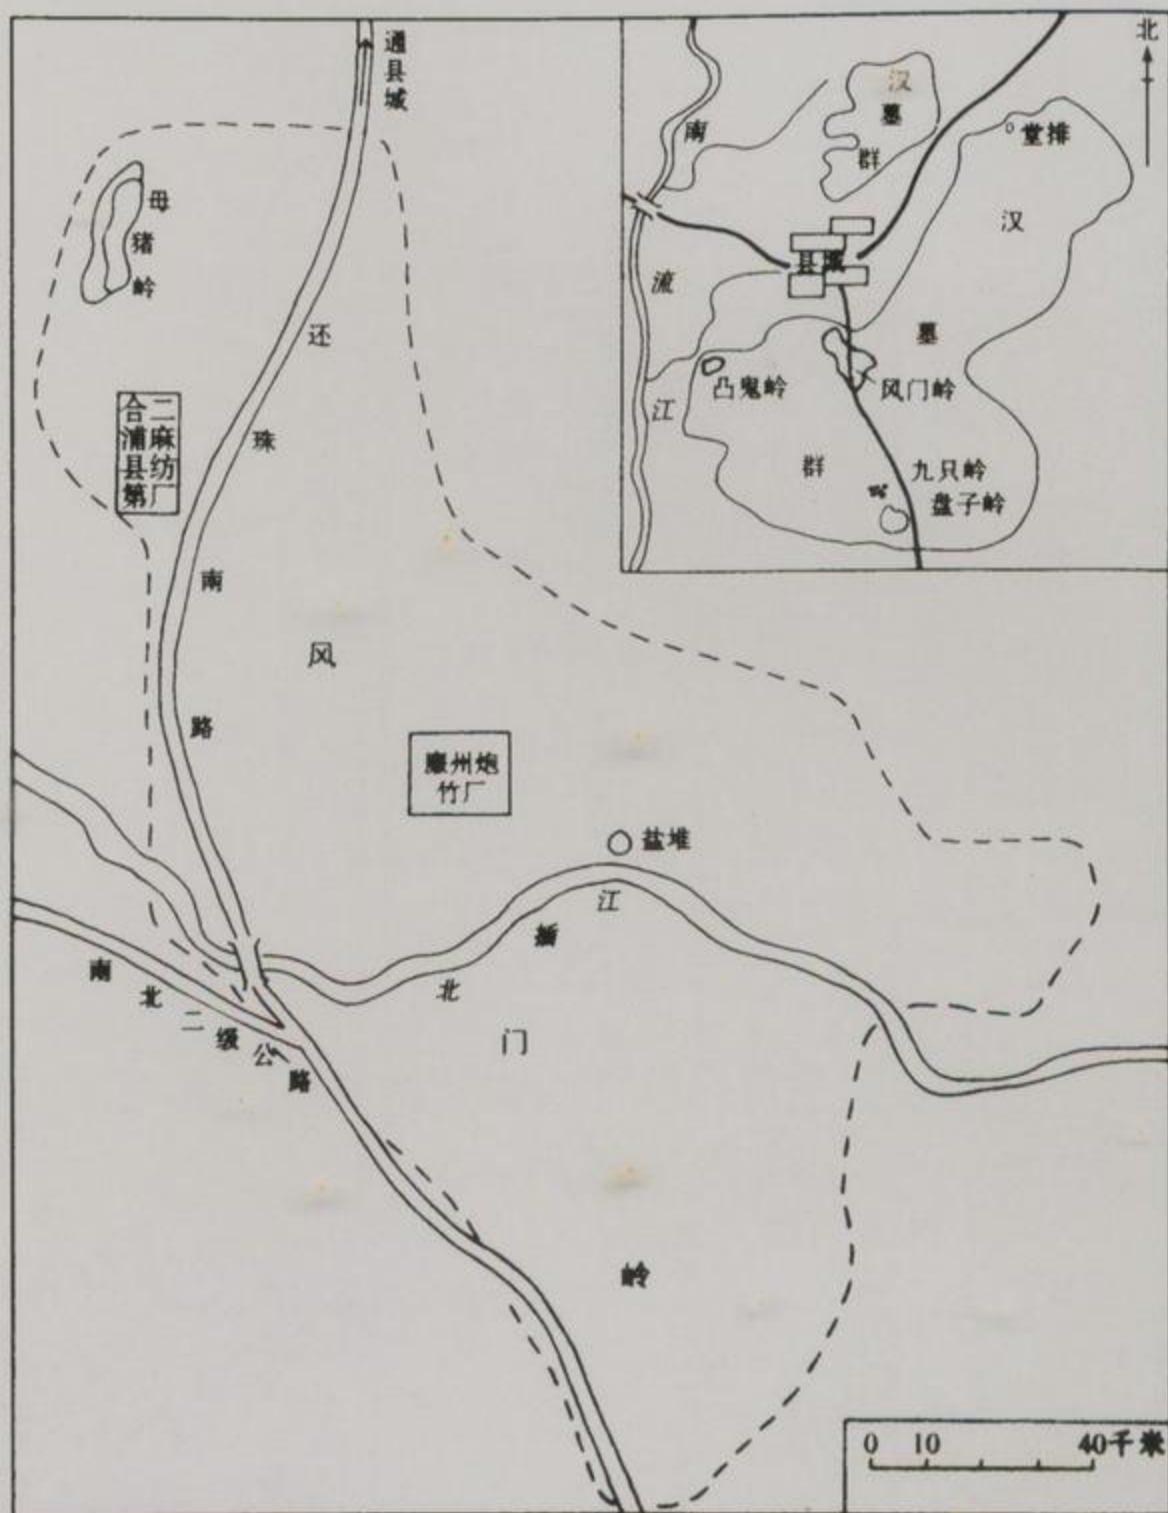 通县城
母猪岭
还珠南路
合浦县第
二麻纺厂
风门岭
廉州炮
竹厂
盐堆
北插江
南北二级公路
北
南流江
汉墓群
堂排
汉墓群
县城
凸鬼岭
风门岭
九只岭
盘子岭
0 10 40千米